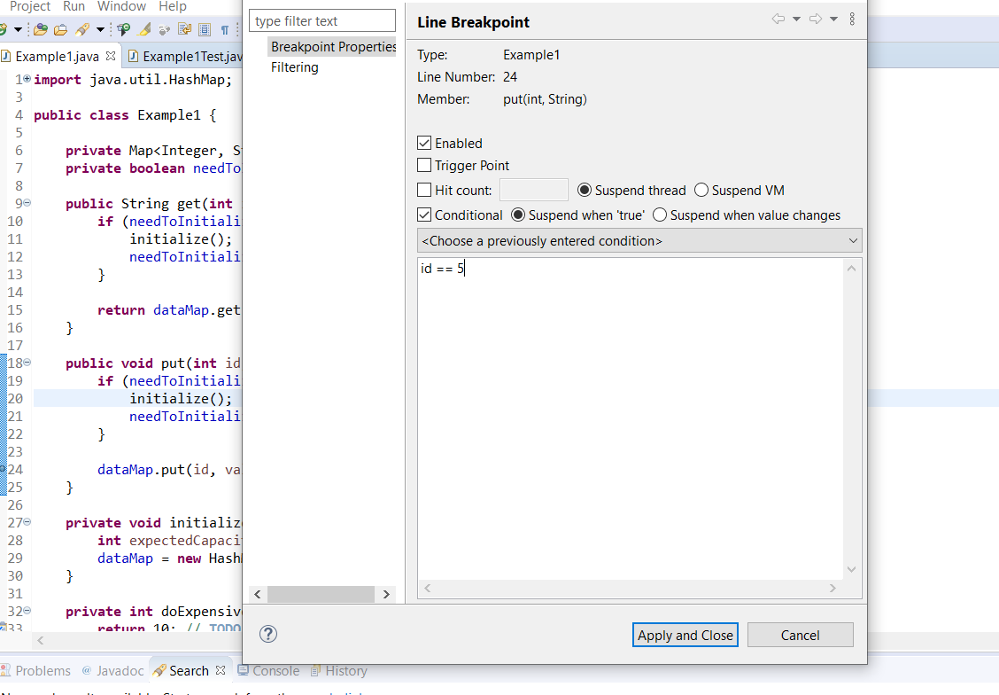 Project Run Window Help
Example1.java Example1Test.jav
1 import java.util.HashMap;
3
4 public class Example1 {
5
6 private Map<Integer, S
7 private boolean needTo
8
9 public String get(int
10 if (needToInitiali
11 initialize();
12 needToInitiali
13 }
14
15 return dataMap.get
16 }
17
18 public void put(int id
19 if (needToInitiali
20 initialize();
21 needToInitiali
22 }
23
24 dataMap.put(id, va
25 }
26
27 private void initialize
28 int expectedCapaci
29 dataMap = new Hash
30 }
31
32 private int doExpensiv
33 return 10; // TODO
Problems @ Javadoc Search Console History
type filter text
Breakpoint Properties
Filtering
Line Breakpoint
Type: Example1
Line Number: 24
Member: put(int, String)
Enabled
Trigger Point
Hit count: Suspend thread Suspend VM
Conditional Suspend when 'true' Suspend when value changes
<Choose a previously entered condition>
id == 5
Apply and Close Cancel